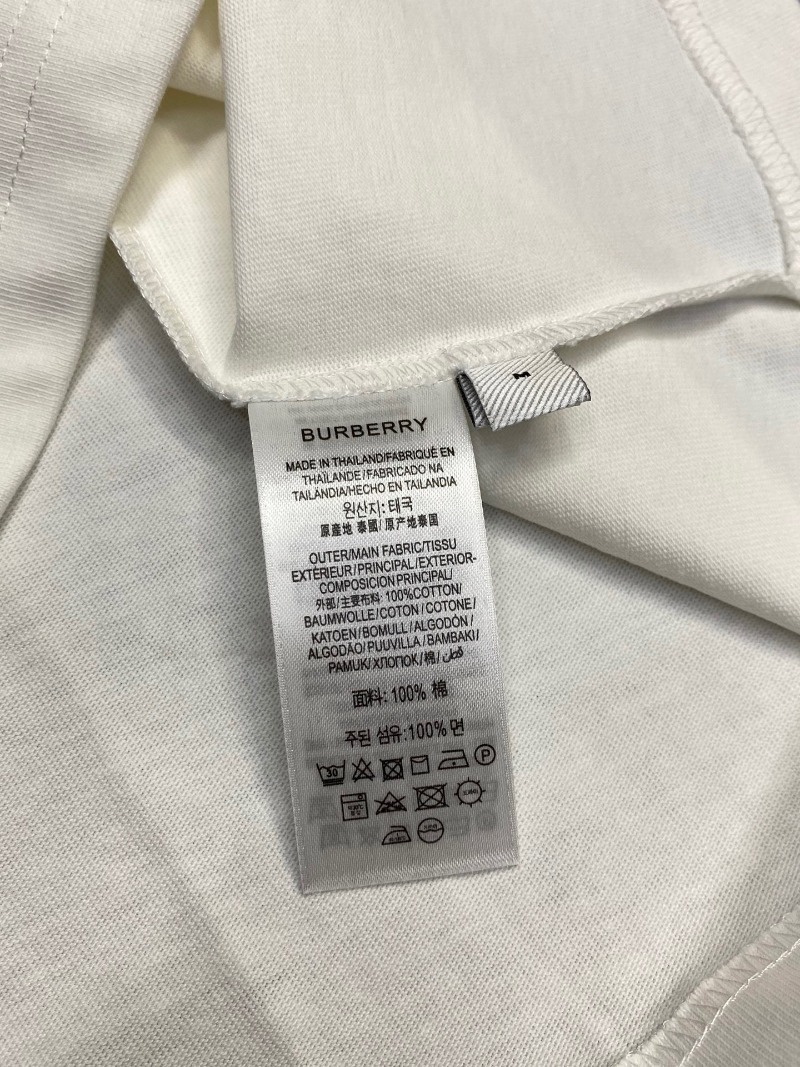 M
BURBERRY
MADE IN THAILAND/FABRIQUÉ EN
THAÏLANDE/FABRICADO NA
TAILÂNDIA/HECHO EN TAILANDIA
원산지: 태국
原產地 泰國/ 原产地泰国
OUTER/MAIN FABRIC/TISSU
EXTÉRIEUR/PRINCIPAL/EXTERIOR-
COMPOSICION PRINCIPAL/
外部/主要布料: 100%COTTON/
BAUMWOLLE/COTON/COTONE/
KATOEN/BOMULL/ALGODÓN/
ALGODÃO/PUUVILLA/BAMBAKI/
PAMUK/ХЛОПОК/棉/قطن
面料: 100% 棉
주된 섬유:100% 면
30
P